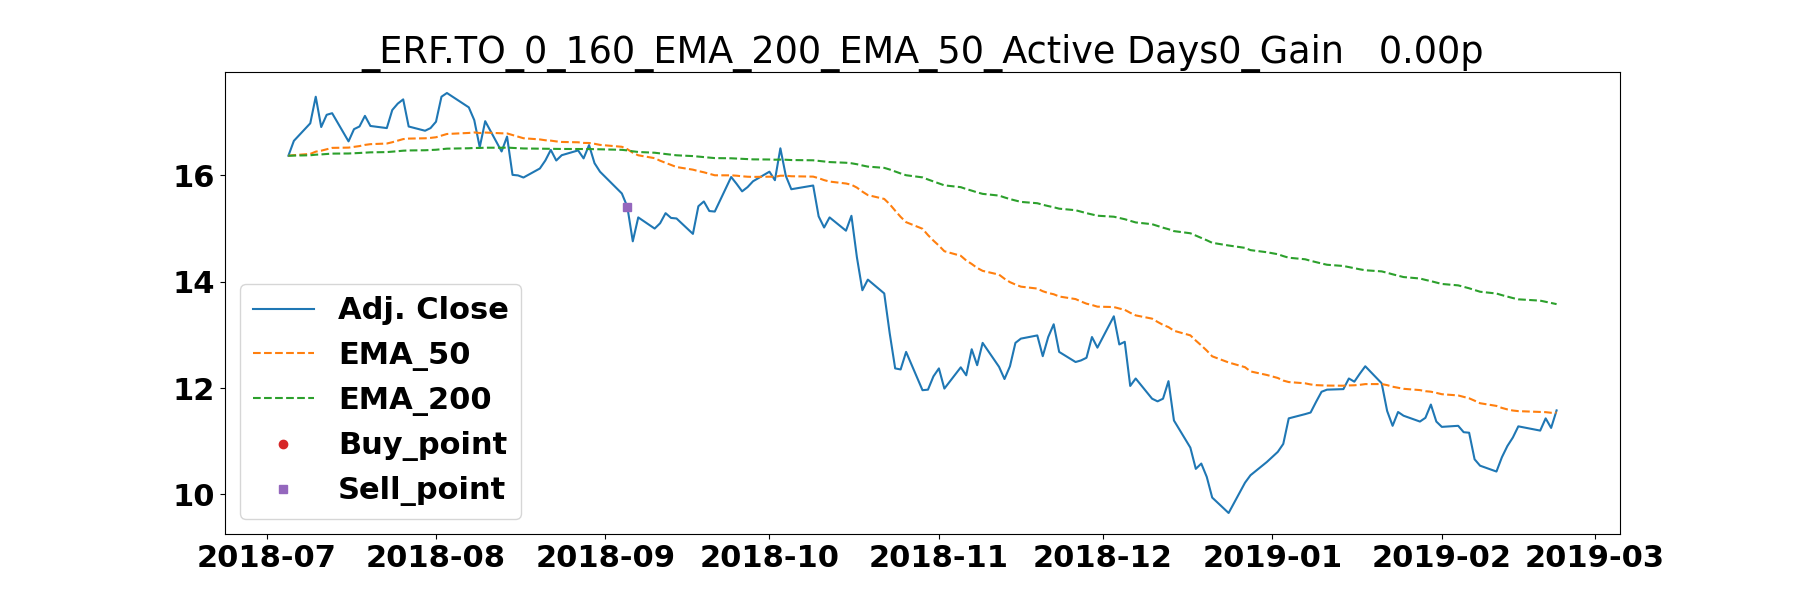 _ERF.TO_0_160_EMA_200_EMA_50_Active Days0_Gain   0.00p
16
14
12
10
Adj. Close
EMA_50
EMA_200
Buy_point
Sell_point
2018-07 2018-08 2018-09 2018-10 2018-11 2018-12 2019-01 2019-02 2019-03